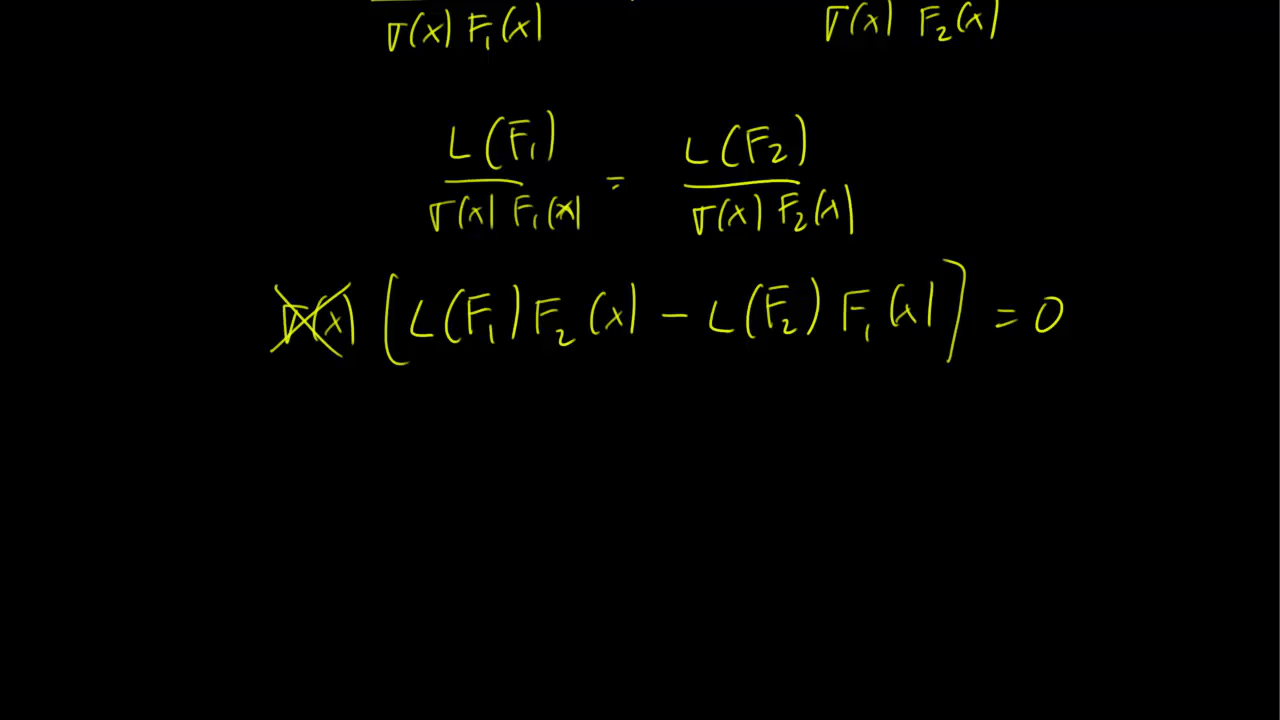 σ(x) F₁(x) σ(x) F₂(x)
L(F₁) L(F₂)
=
σ(x) F₁(x) σ(x) F₂(x)
σ(x) [L(F₁) F₂(x) − L(F₂) F₁(x)] = 0